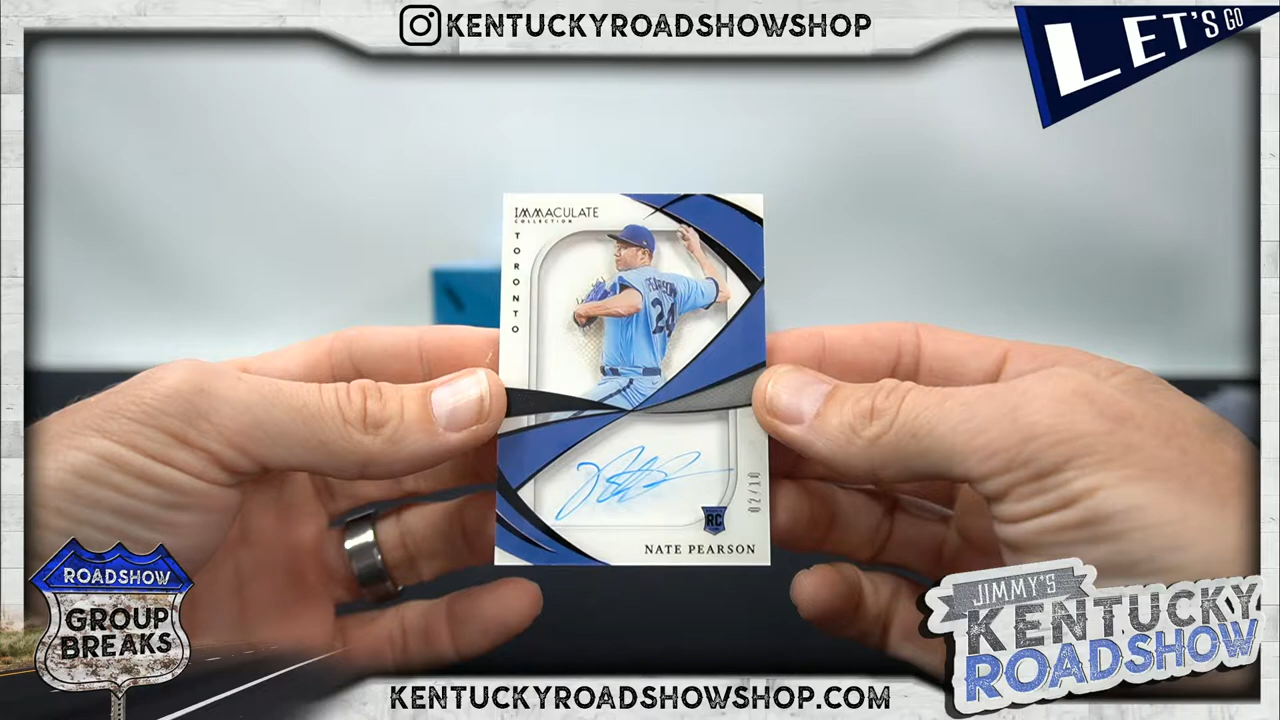 KENTUCKYROADSHOWSHOP
LET'S GO
IMMACULATE
COLLECTION
TORONTO
PEARSON
24
02/10
RC
NATE PEARSON
ROADSHOW
GROUP
BREAKS
JIMMY'S
KENTUCKY
ROADSHOW
KENTUCKYROADSHOWSHOP.COM